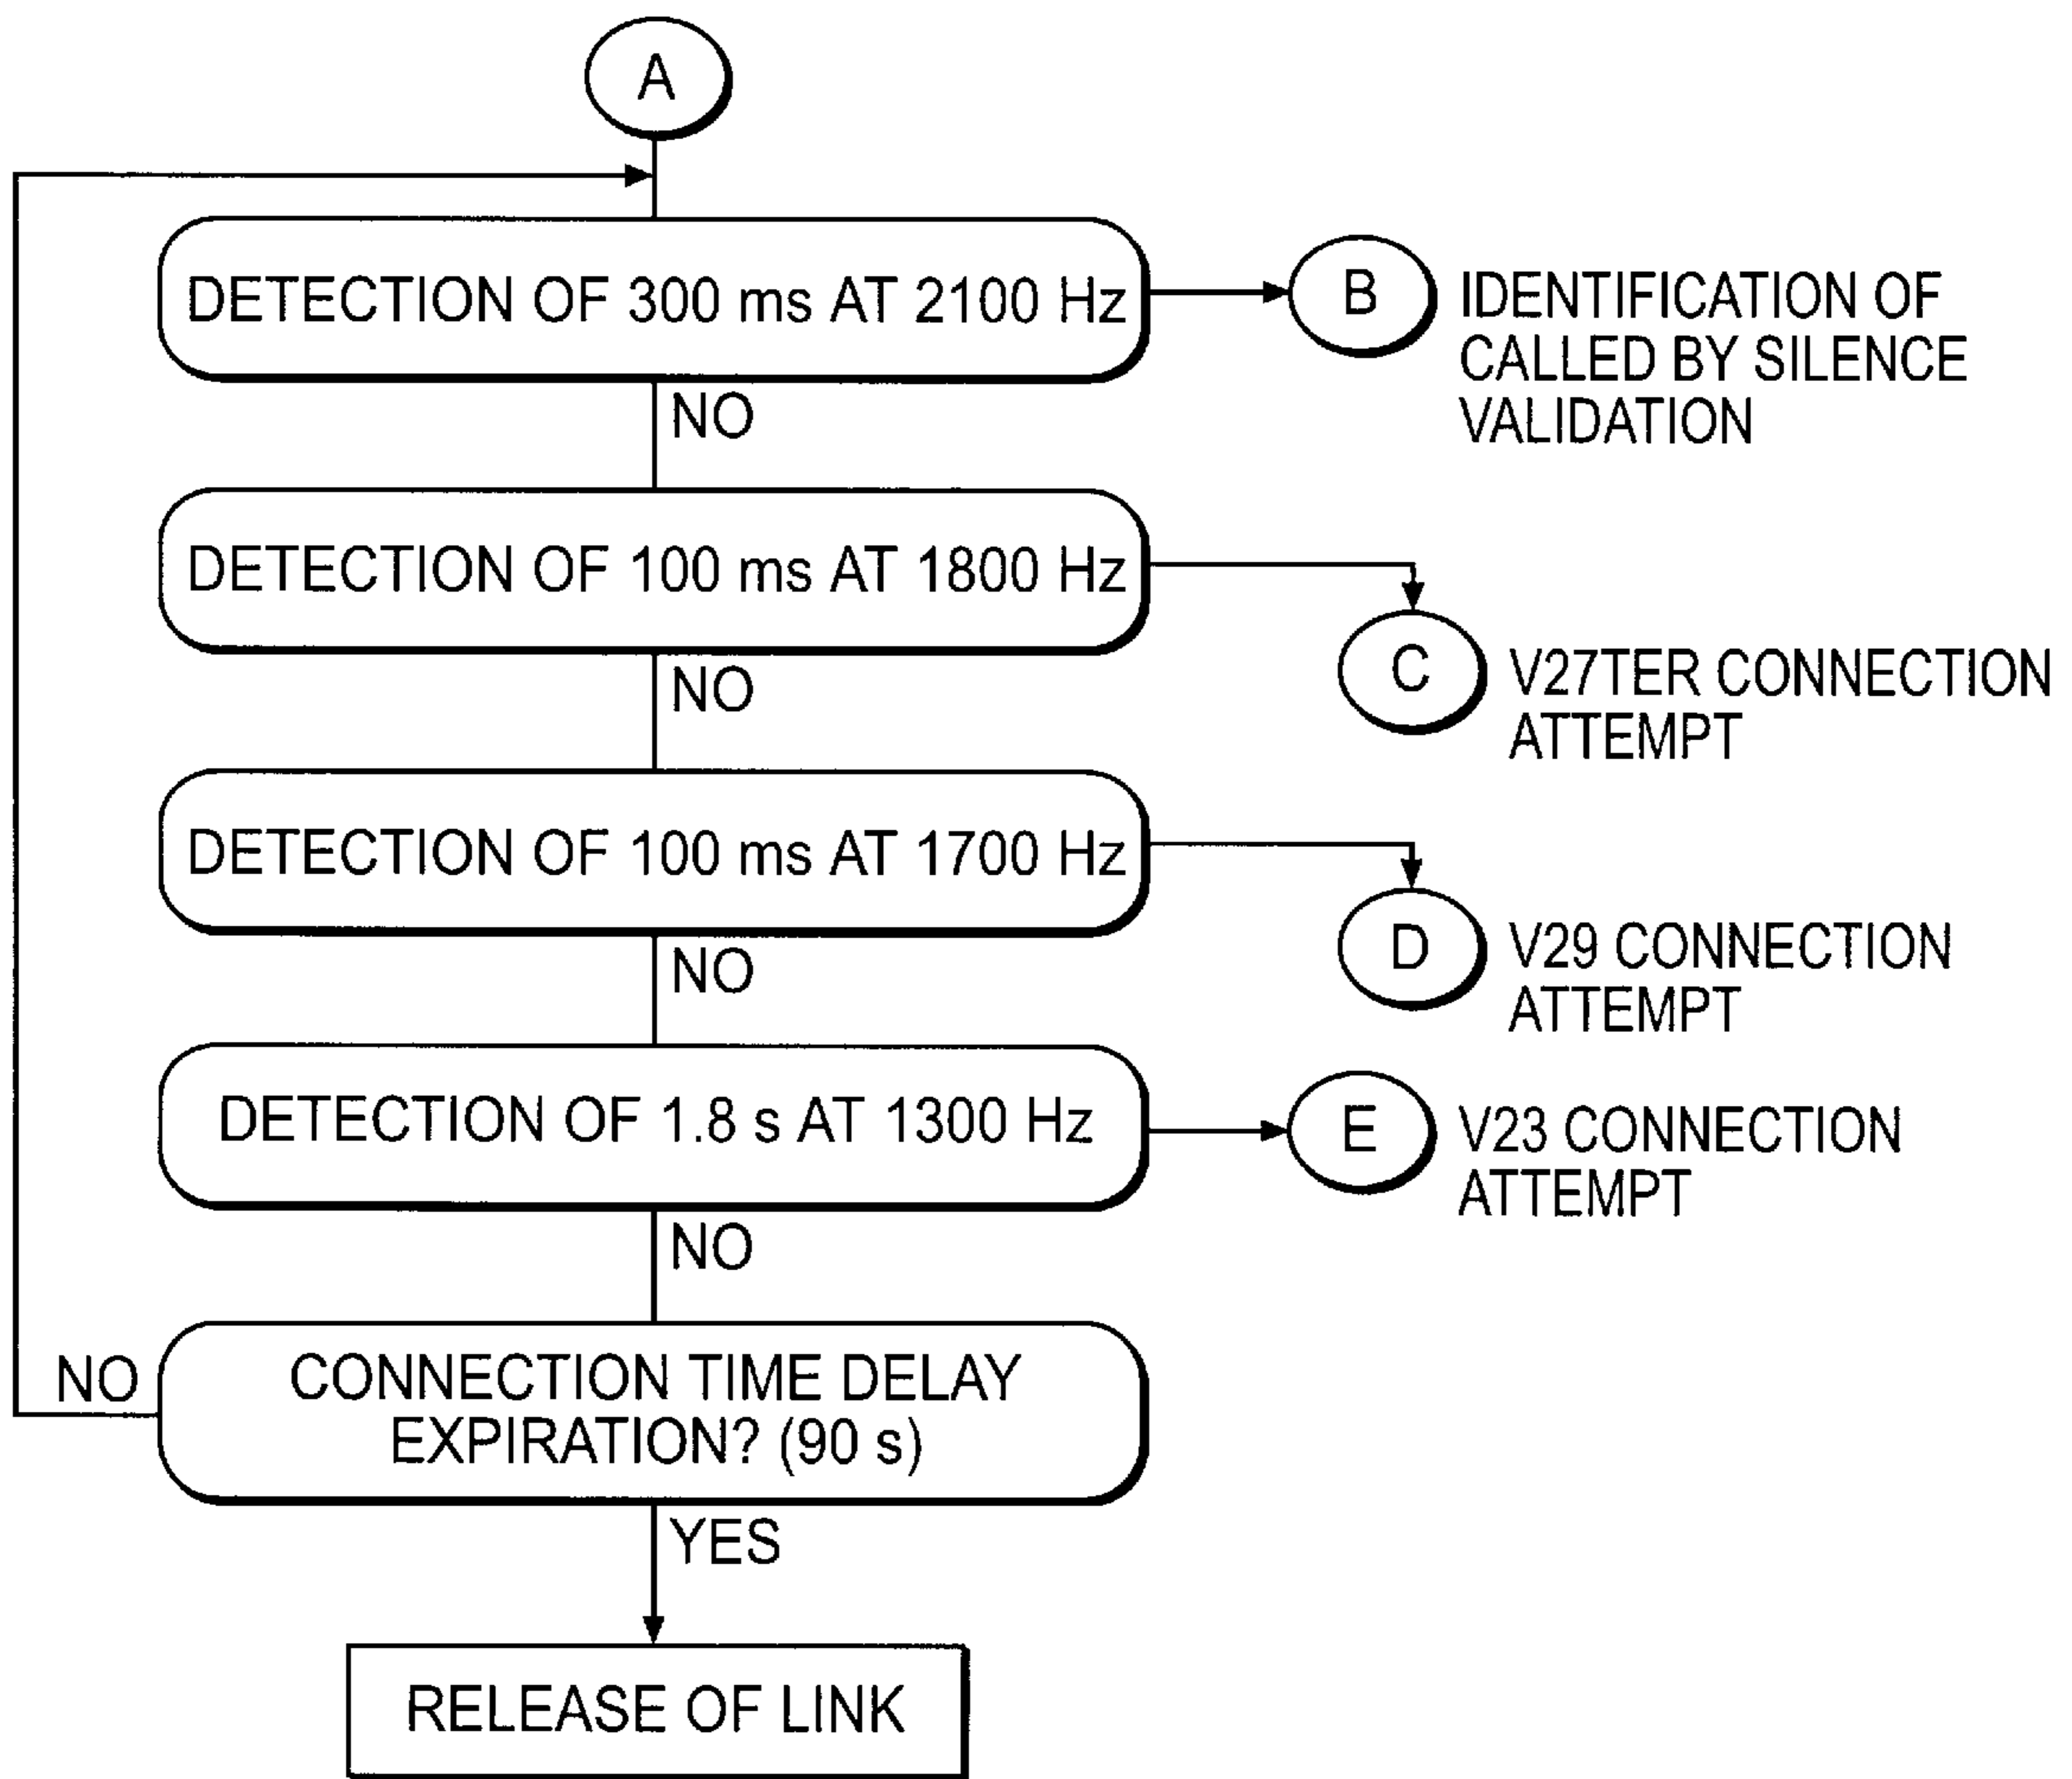 A
DETECTION OF 300 ms AT 2100 Hz
B
IDENTIFICATION OF
CALLED BY SILENCE
VALIDATION
NO
DETECTION OF 100 ms AT 1800 Hz
C
V27TER CONNECTION
ATTEMPT
NO
DETECTION OF 100 ms AT 1700 Hz
D
V29 CONNECTION
ATTEMPT
NO
DETECTION OF 1.8 s AT 1300 Hz
E
V23 CONNECTION
ATTEMPT
NO
NO
CONNECTION TIME DELAY
EXPIRATION? (90 s)
YES
RELEASE OF LINK